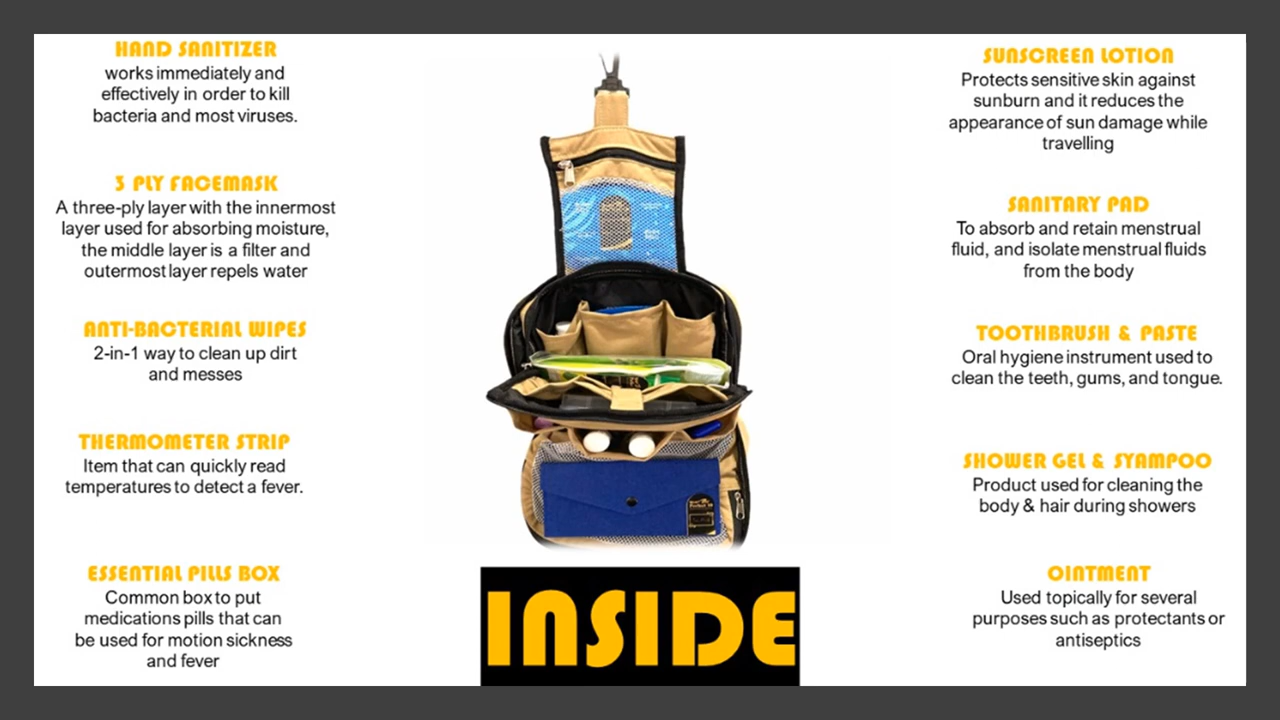 HAND SANITIZER
works immediately and
effectively in order to kill
bacteria and most viruses.
3 PLY FACEMASK
A three-ply layer with the innermost
layer used for absorbing moisture,
the middle layer is a filter and
outermost layer repels water
ANTI-BACTERIAL WIPES
2-in-1 way to clean up dirt
and messes
THERMOMETER STRIP
Item that can quickly read
temperatures to detect a fever.
ESSENTIAL PILLS BOX
Common box to put
medications pills that can
be used for motion sickness
and fever
INSIDE
SUNSCREEN LOTION
Protects sensitive skin against
sunburn and it reduces the
appearance of sun damage while
travelling
SANITARY PAD
To absorb and retain menstrual
fluid, and isolate menstrual fluids
from the body
TOOTHBRUSH & PASTE
Oral hygiene instrument used to
clean the teeth, gums, and tongue.
SHOWER GEL & SYAMPOO
Product used for cleaning the
body & hair during showers
OINTMENT
Used topically for several
purposes such as protectants or
antiseptics